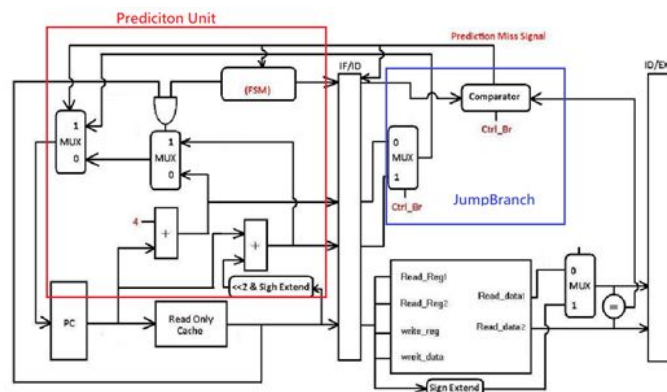 Prediciton Unit
Prediction Miss Signal
IF/ID
ID/EX
(FSM)
Comparator
Ctrl_Br
1
MUX
0
1
MUX
0
0
MUX
1
Ctrl_Br
JumpBranch
4
+
+
<<2 & Sigh Extend
PC
Read Only
Cache
Read_Reg1
Read_Reg2
write_reg
wreit_data
Read_data1
Read_data2
0
MUX
1
=
Sign Extend